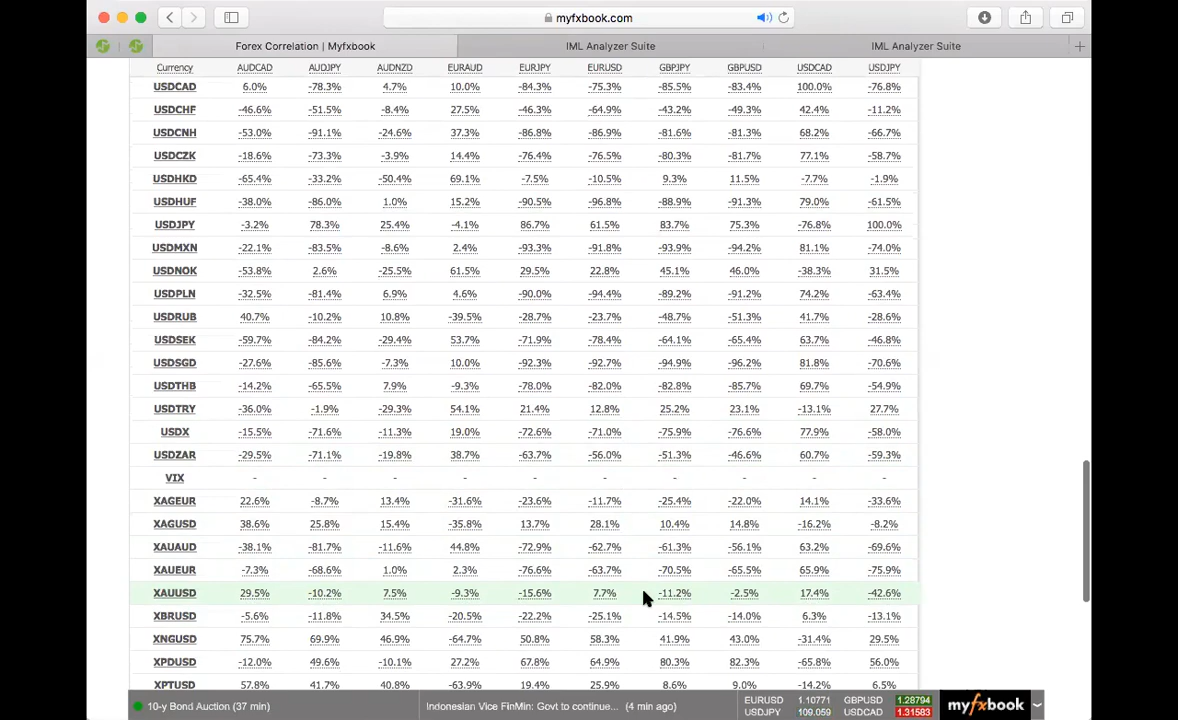 myfxbook.com
Forex Correlation | Myfxbook IML Analyzer Suite IML Analyzer Suite
Currency AUDCAD AUDJPY AUDNZD EURAUD EURJPY EURUSD GBPJPY GBPUSD USDCAD USDJPY
USDCAD 6.0% -78.3% 4.7% 10.0% -84.3% -75.3% -85.5% -83.4% 100.0% -76.8%
USDCHF -46.6% -51.5% -8.4% 27.5% -46.3% -64.9% -43.2% -49.3% 42.4% -11.2%
USDCNH -53.0% -91.1% -24.6% 37.3% -86.8% -86.9% -81.6% -81.3% 68.2% -66.7%
USDCZK -18.6% -73.3% -3.9% 14.4% -76.4% -76.5% -80.3% -81.7% 77.1% -58.7%
USDHKD -65.4% -33.2% -50.4% 69.1% -7.5% -10.5% 9.3% 11.5% -7.7% -1.9%
USDHUF -38.0% -86.0% 1.0% 15.2% -90.5% -96.8% -88.9% -91.3% 79.0% -61.5%
USDJPY -3.2% 78.3% 25.4% -4.1% 86.7% 61.5% 83.7% 75.3% -76.8% 100.0%
USDMXN -22.1% -83.5% -8.6% 2.4% -93.3% -91.8% -93.9% -94.2% 81.1% -74.0%
USDNOK -53.8% 2.6% -25.5% 61.5% 29.5% 22.8% 45.1% 46.0% -38.3% 31.5%
USDPLN -32.5% -81.4% 6.9% 4.6% -90.0% -94.4% -89.2% -91.2% 74.2% -63.4%
USDRUB 40.7% -10.2% 10.8% -39.5% -28.7% -23.7% -48.7% -51.3% 41.7% -28.6%
USDSEK -59.7% -84.2% -29.4% 53.7% -71.9% -78.4% -64.1% -65.4% 63.7% -46.8%
USDSGD -27.6% -85.6% -7.3% 10.0% -92.3% -92.7% -94.9% -96.2% 81.8% -70.6%
USDTHB -14.2% -65.5% 7.9% -9.3% -78.0% -82.0% -82.8% -85.7% 69.7% -54.9%
USDTRY -36.0% -1.9% -29.3% 54.1% 21.4% 12.8% 25.2% 23.1% -13.1% 27.7%
USDX -15.5% -71.6% -11.3% 19.0% -72.6% -71.0% -75.9% -76.6% 77.9% -58.0%
USDZAR -29.5% -71.1% -19.8% 38.7% -63.7% -56.0% -51.3% -46.6% 60.7% -59.3%
VIX - - - - - - - - - -
XAGEUR 22.6% -8.7% 13.4% -31.6% -23.6% -11.7% -25.4% -22.0% 14.1% -33.6%
XAGUSD 38.6% 25.8% 15.4% -35.8% 13.7% 28.1% 10.4% 14.8% -16.2% -8.2%
XAUAUD -38.1% -81.7% -11.6% 44.8% -72.9% -62.7% -61.3% -56.1% 63.2% -69.6%
XAUEUR -7.3% -68.6% 1.0% 2.3% -76.6% -63.7% -70.5% -65.5% 65.9% -75.9%
XAUUSD 29.5% -10.2% 7.5% -9.3% -15.6% 7.7% -11.2% -2.5% 17.4% -42.6%
XBRUSD -5.6% -11.8% 34.5% -20.5% -22.2% -25.1% -14.5% -14.0% 6.3% -13.1%
XNGUSD 75.7% 69.9% 46.9% -64.7% 50.8% 58.3% 41.9% 43.0% -31.4% 29.5%
XPDUSD -12.0% 49.6% -10.1% 27.2% 67.8% 64.9% 80.3% 82.3% -65.8% 56.0%
XPTUSD 57.8% 41.7% 40.8% -63.9% 19.4% 25.9% 8.6% 9.0% -14.2% 6.5%
10-y Bond Auction (37 min) Indonesian Vice FinMin: Govt to continue... (4 min ago) EURUSD 1.10771 GBPUSD 1.28794 myfxbook
USDJPY 109.059 USDCAD 1.31583